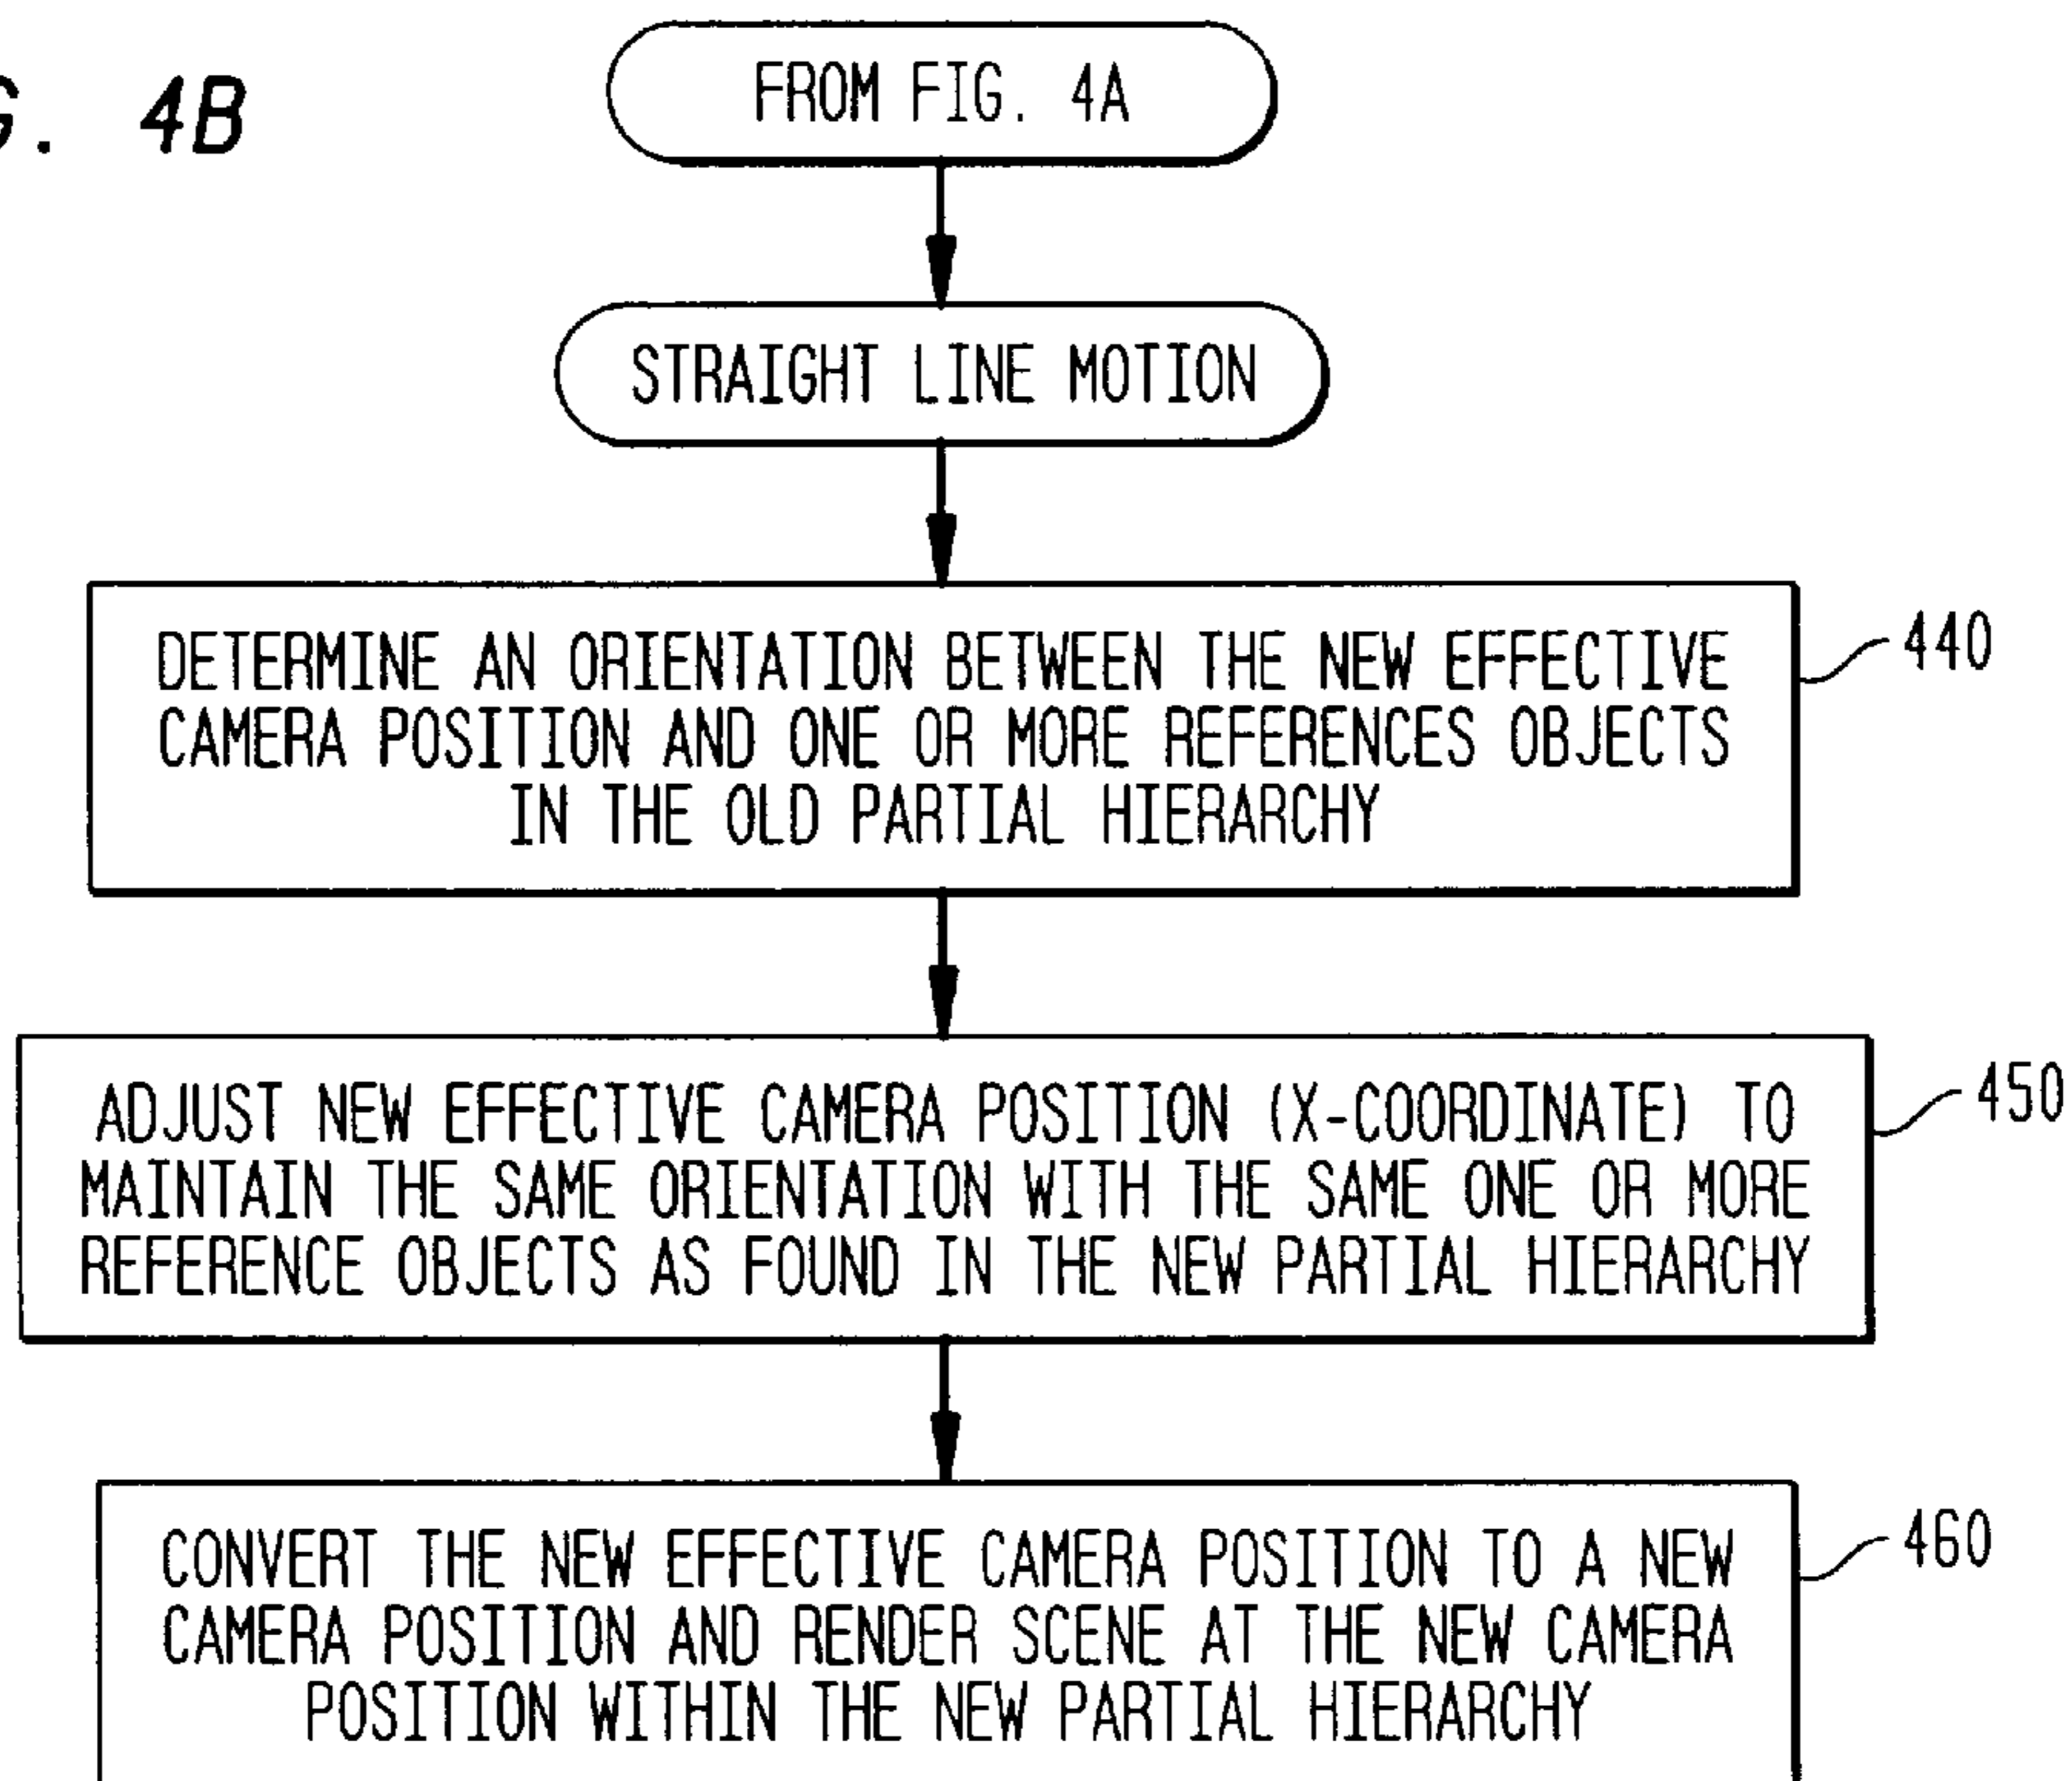 G. 4B
FROM FIG. 4A
STRAIGHT LINE MOTION
DETERMINE AN ORIENTATION BETWEEN THE NEW EFFECTIVE
CAMERA POSITION AND ONE OR MORE REFERENCES OBJECTS
IN THE OLD PARTIAL HIERARCHY
440
ADJUST NEW EFFECTIVE CAMERA POSITION (X-COORDINATE) TO
MAINTAIN THE SAME ORIENTATION WITH THE SAME ONE OR MORE
REFERENCE OBJECTS AS FOUND IN THE NEW PARTIAL HIERARCHY
450
CONVERT THE NEW EFFECTIVE CAMERA POSITION TO A NEW
CAMERA POSITION AND RENDER SCENE AT THE NEW CAMERA
POSITION WITHIN THE NEW PARTIAL HIERARCHY
460